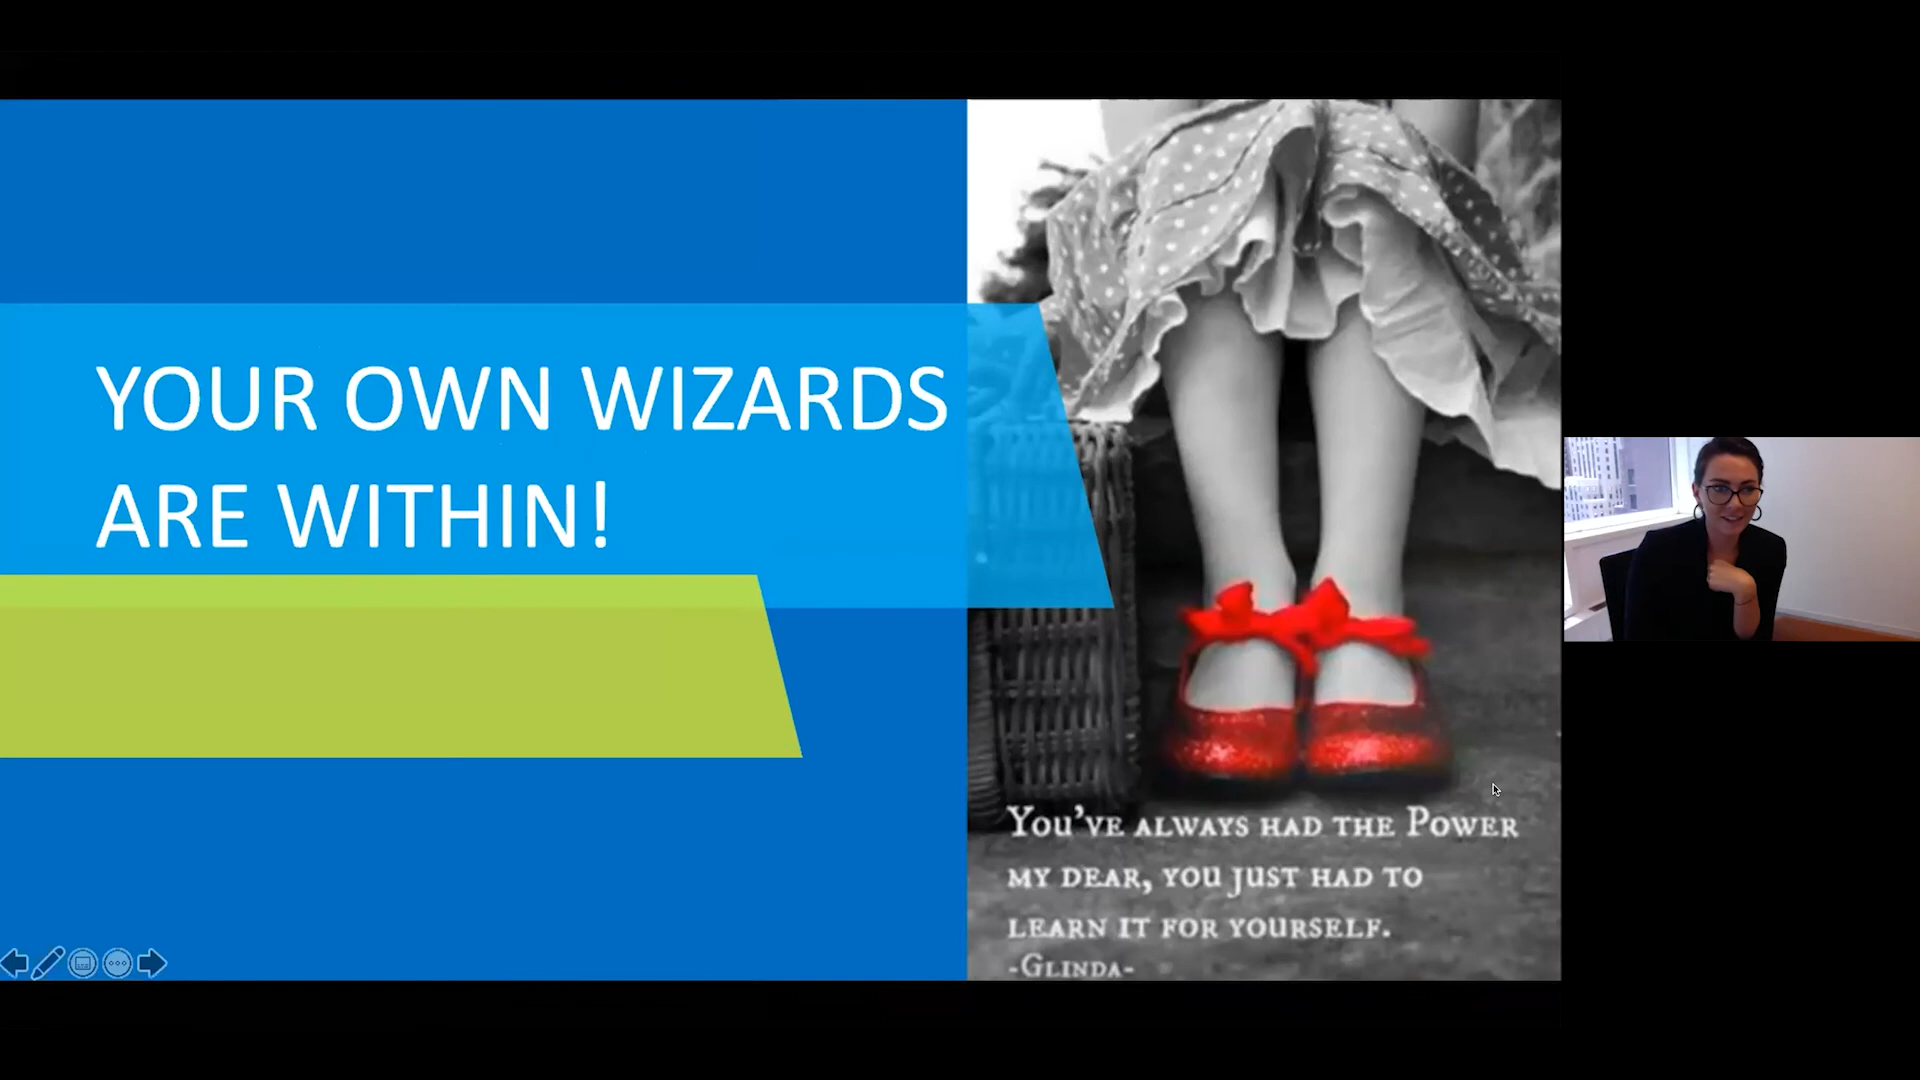 YOUR OWN WIZARDS
ARE WITHIN!
You've always had the Power
my dear, you just had to
learn it for yourself.
-Glinda-